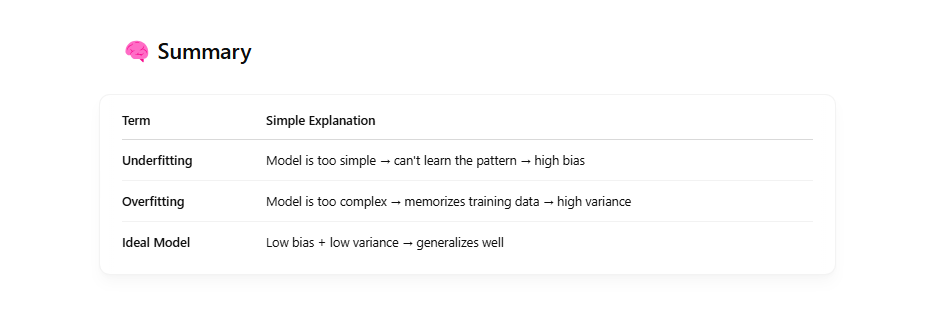 🧠 Summary
Term Simple Explanation
Underfitting Model is too simple → can't learn the pattern → high bias
Overfitting Model is too complex → memorizes training data → high variance
Ideal Model Low bias + low variance → generalizes well